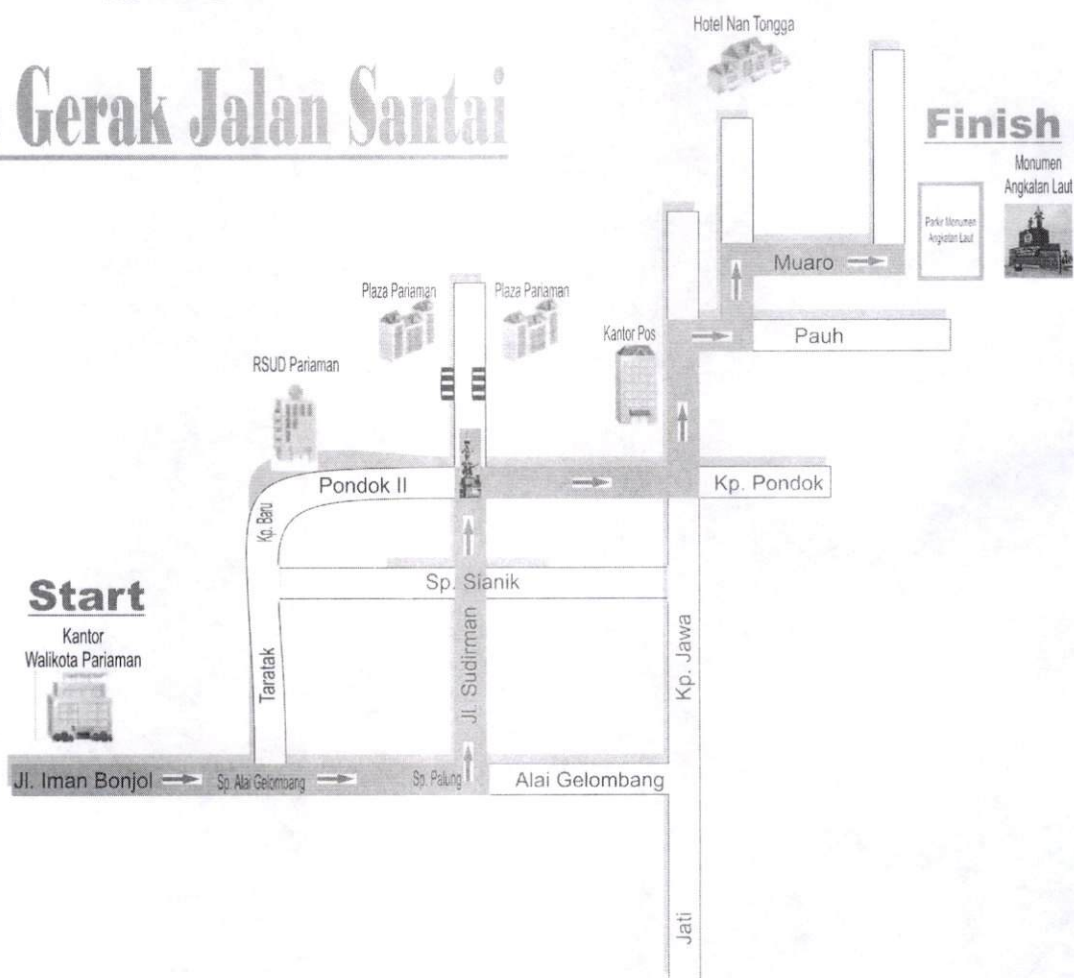 Gerak Jalan Santai
Hotel Nan Tongga
Finish
Monumen
Angkatan Laut
Parkir Monumen
Angkatan Laut
Muaro
Pauh
Kantor Pos
Plaza Pariaman
Plaza Pariaman
RSUD Pariaman
Pondok II
Kp. Pondok
Kp. Baru
Sp. Sianik
Start
Kantor
Walikota Pariaman
Taratak
Jl. Sudirman
Kp. Jawa
Jl. Iman Bonjol
Sp. Alai Gelombang
Sp. Palung
Alai Gelombang
Jati